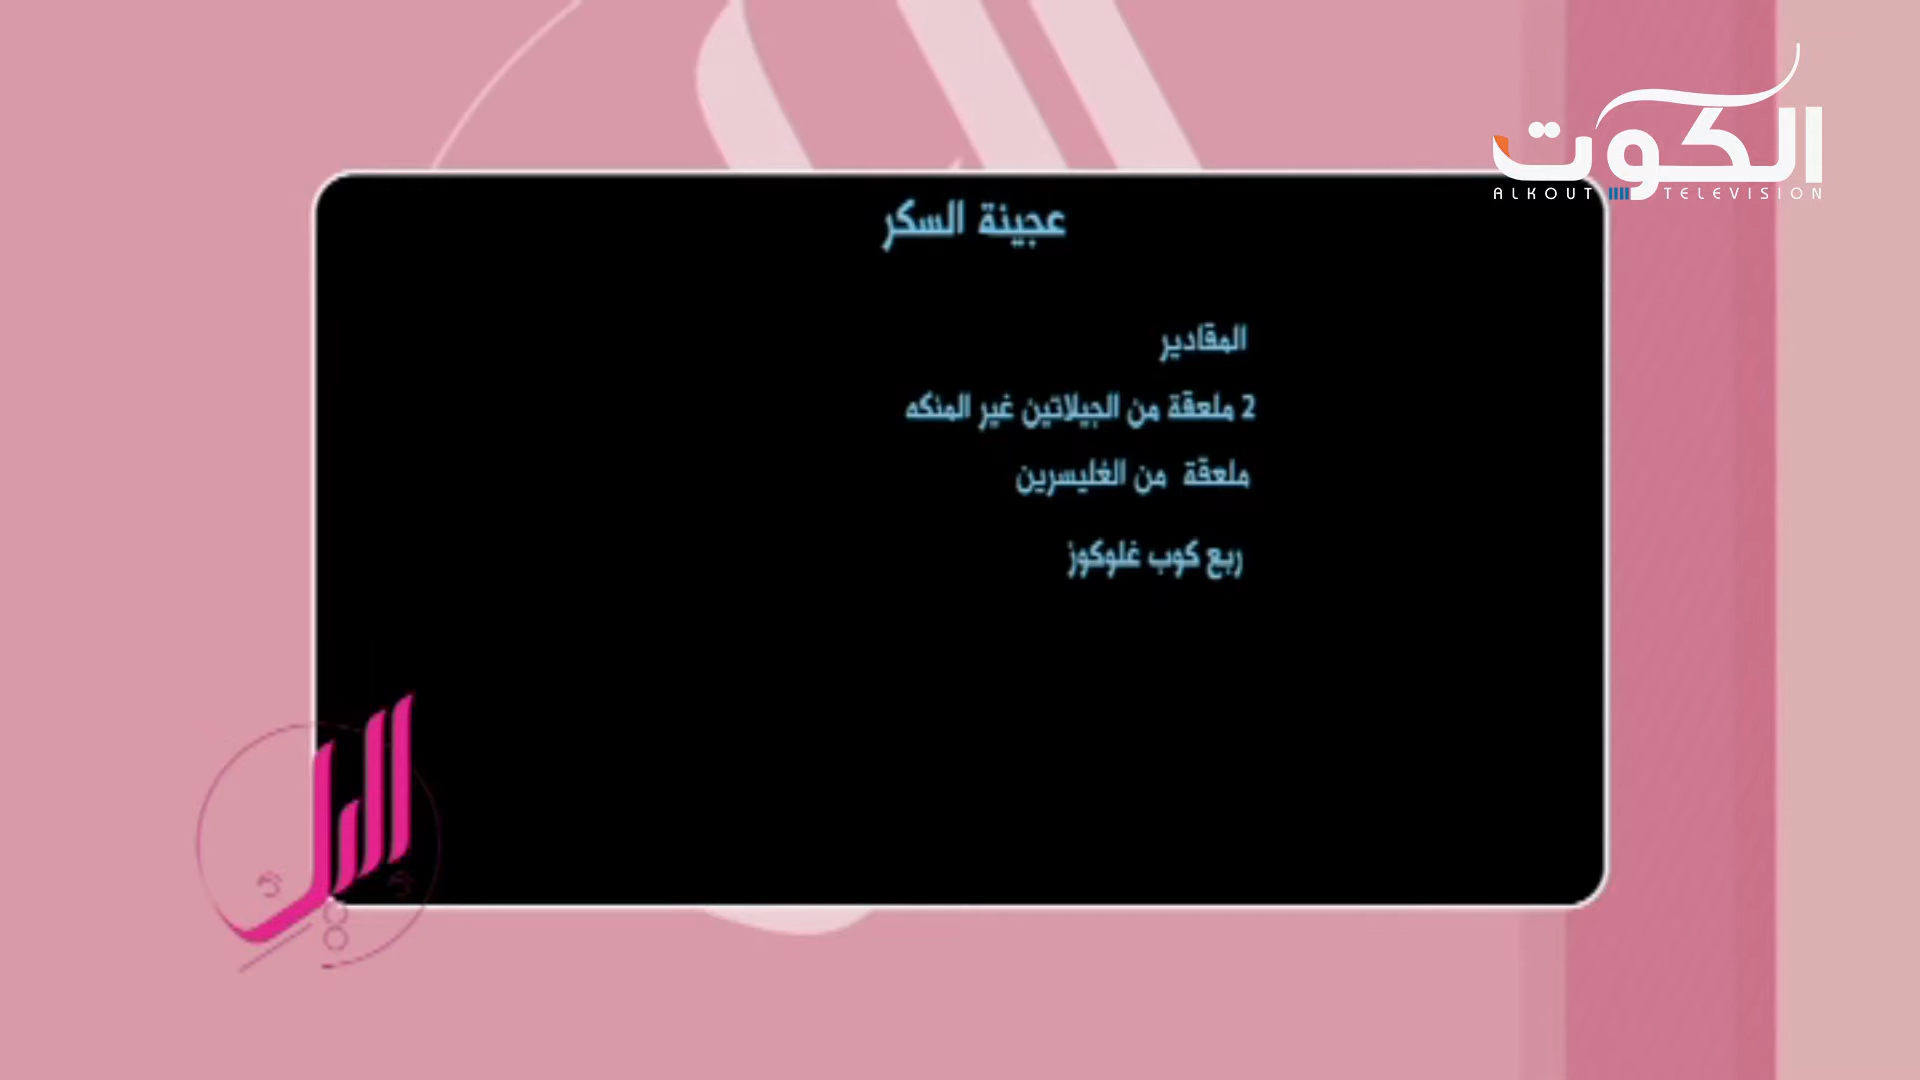 الكوت
ALKOUT TELEVISION
عجينة السكر
المقادير
2 ملعقة من الجيلاتين غير المنكه
ملعقة من الغليسرين
ربع كوب غلوكوز